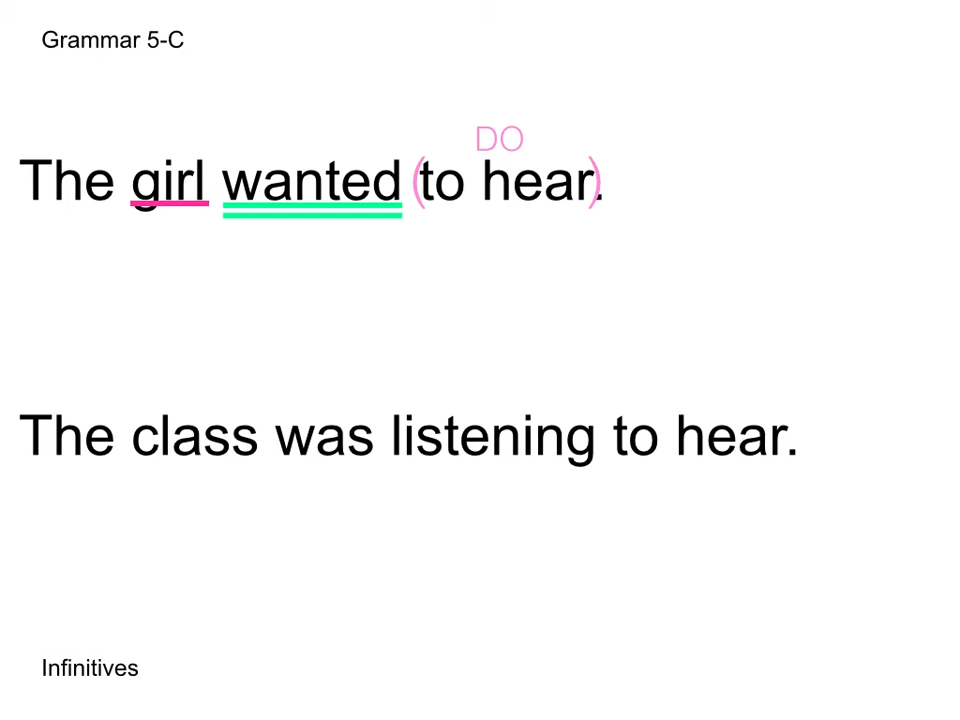 Grammar 5-C
DO
The girl wanted (to hear).
The class was listening to hear.
Infinitives